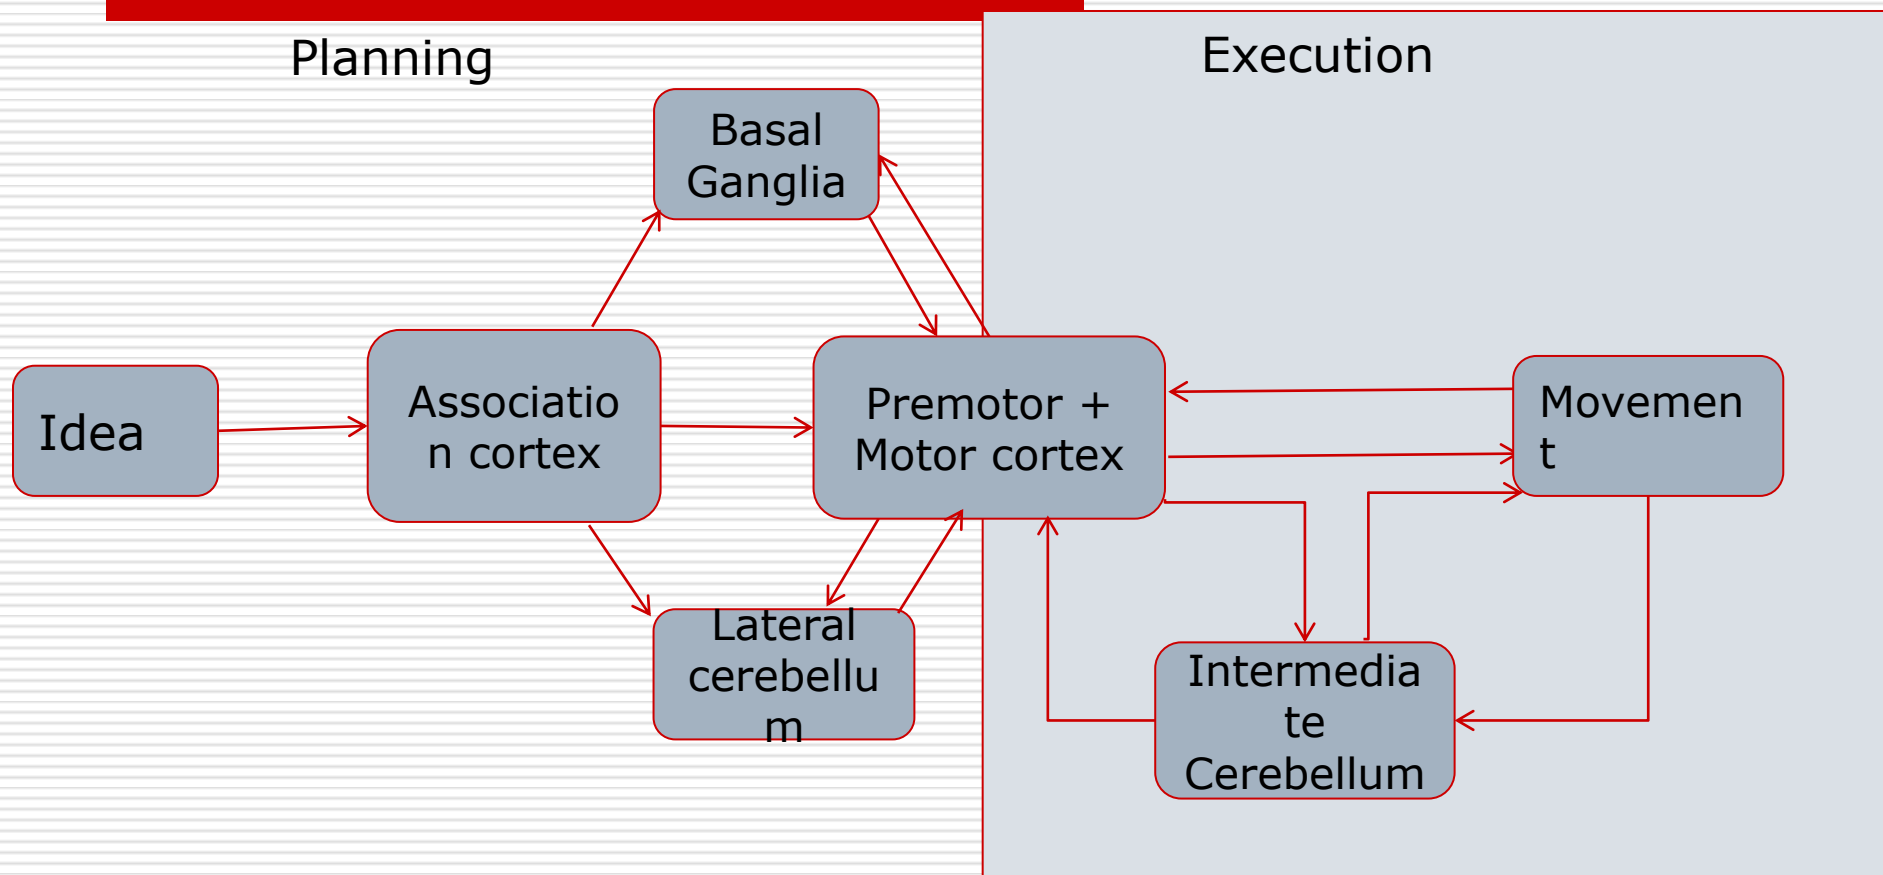 Planning
Execution
Basal
Ganglia
Idea
Associatio
n cortex
Premotor +
Motor cortex
Movemen
t
Lateral
cerebellu
m
Intermedia
te
Cerebellum